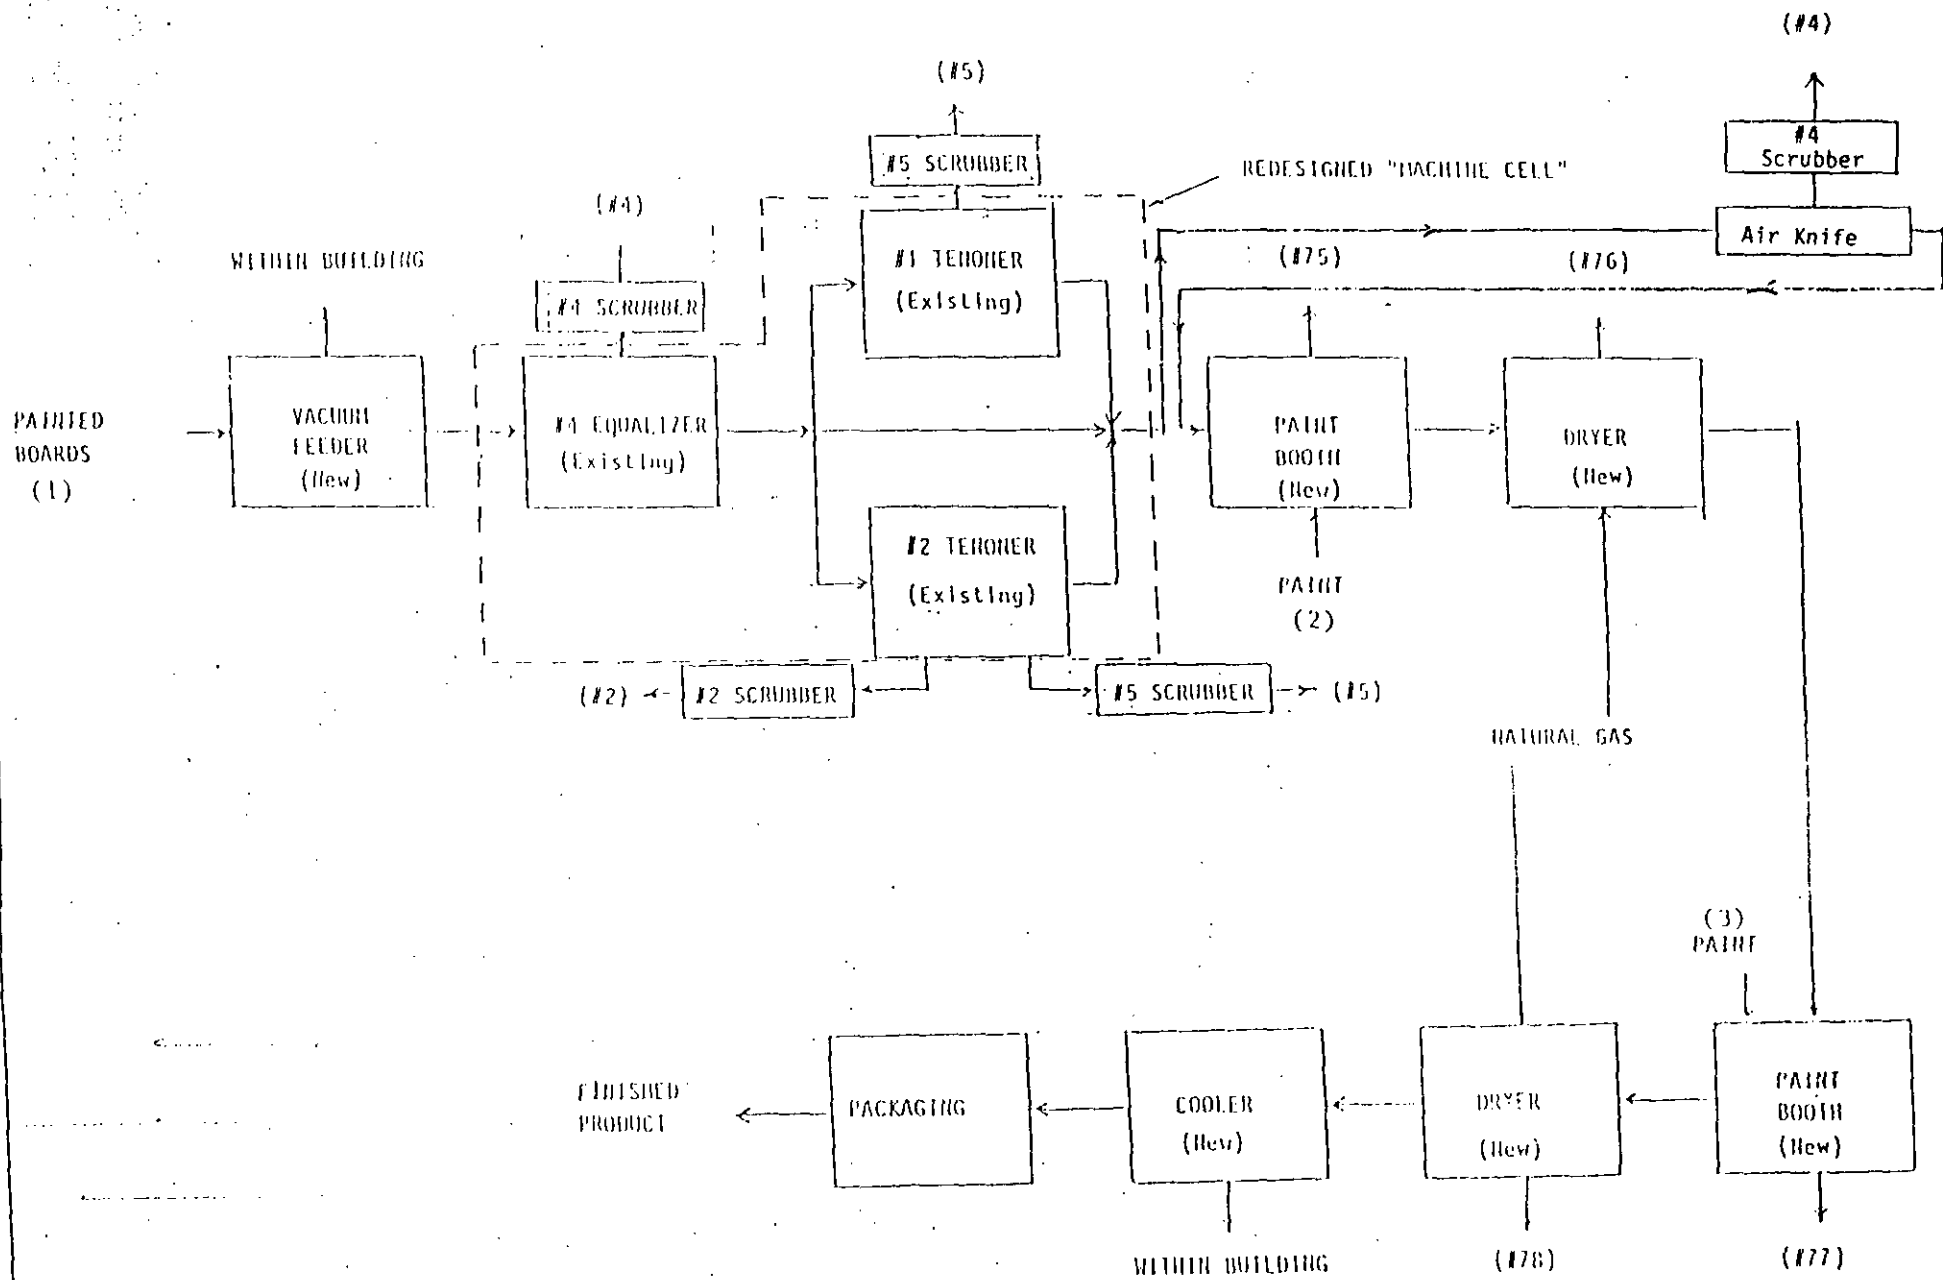 (#4)
(#5)
#4
Scrubber
#5 SCRUBBER
REDESIGNED "MACHINE CELL"
(#4)
Air Knife
WITHIN BUILDING
#1 TENONER
(Existing)
(#75)
(#76)
#4 SCRUBBER
PAINTED
BOARDS
(1)
VACUUM
FEEDER
(New)
#4 EQUALIZER
(Existing)
PAINT
BOOTH
(New)
DRYER
(New)
#2 TENONER
(Existing)
PAINT
(2)
(#2)
#2 SCRUBBER
#5 SCRUBBER
(#5)
NATURAL GAS
(3)
PAINT
FINISHED
PRODUCT
PACKAGING
COOLER
(New)
DRYER
(New)
PAINT
BOOTH
(New)
WITHIN BUILDING
(#78)
(#77)